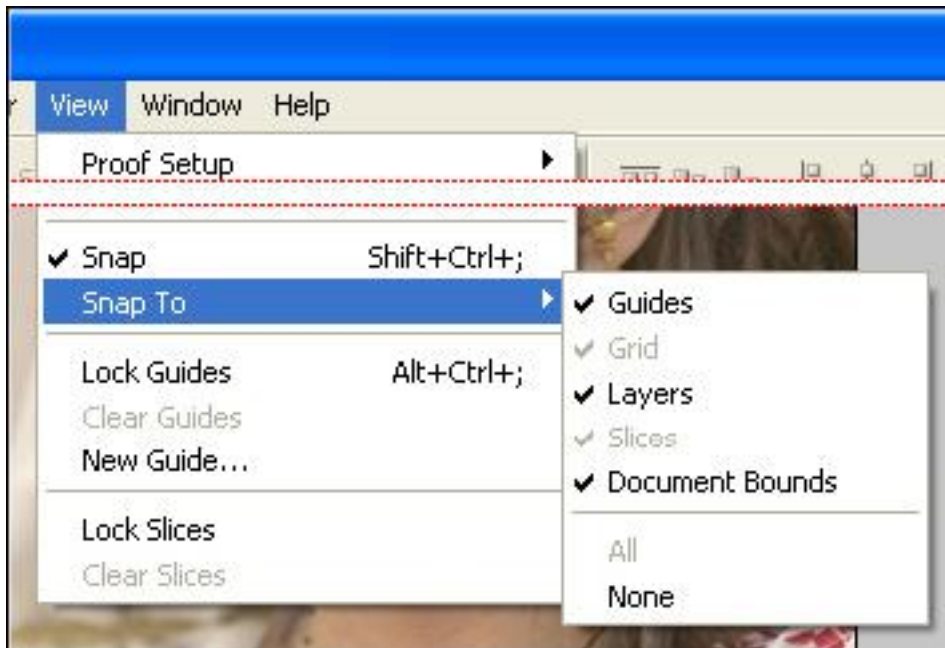 View Window Help
Proof Setup
Snap Shift+Ctrl+;
Snap To
Lock Guides Alt+Ctrl+;
Clear Guides
New Guide...
Lock Slices
Clear Slices
Guides
Grid
Layers
Slices
Document Bounds
All
None